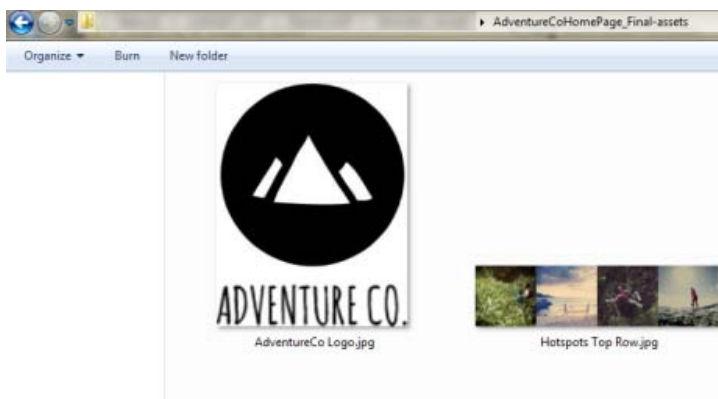 AdventureCoHomePage_Final-assets
Organize Burn New folder
ADVENTURE CO.
AdventureCo Logo.jpg Hotspots Top Row.jpg